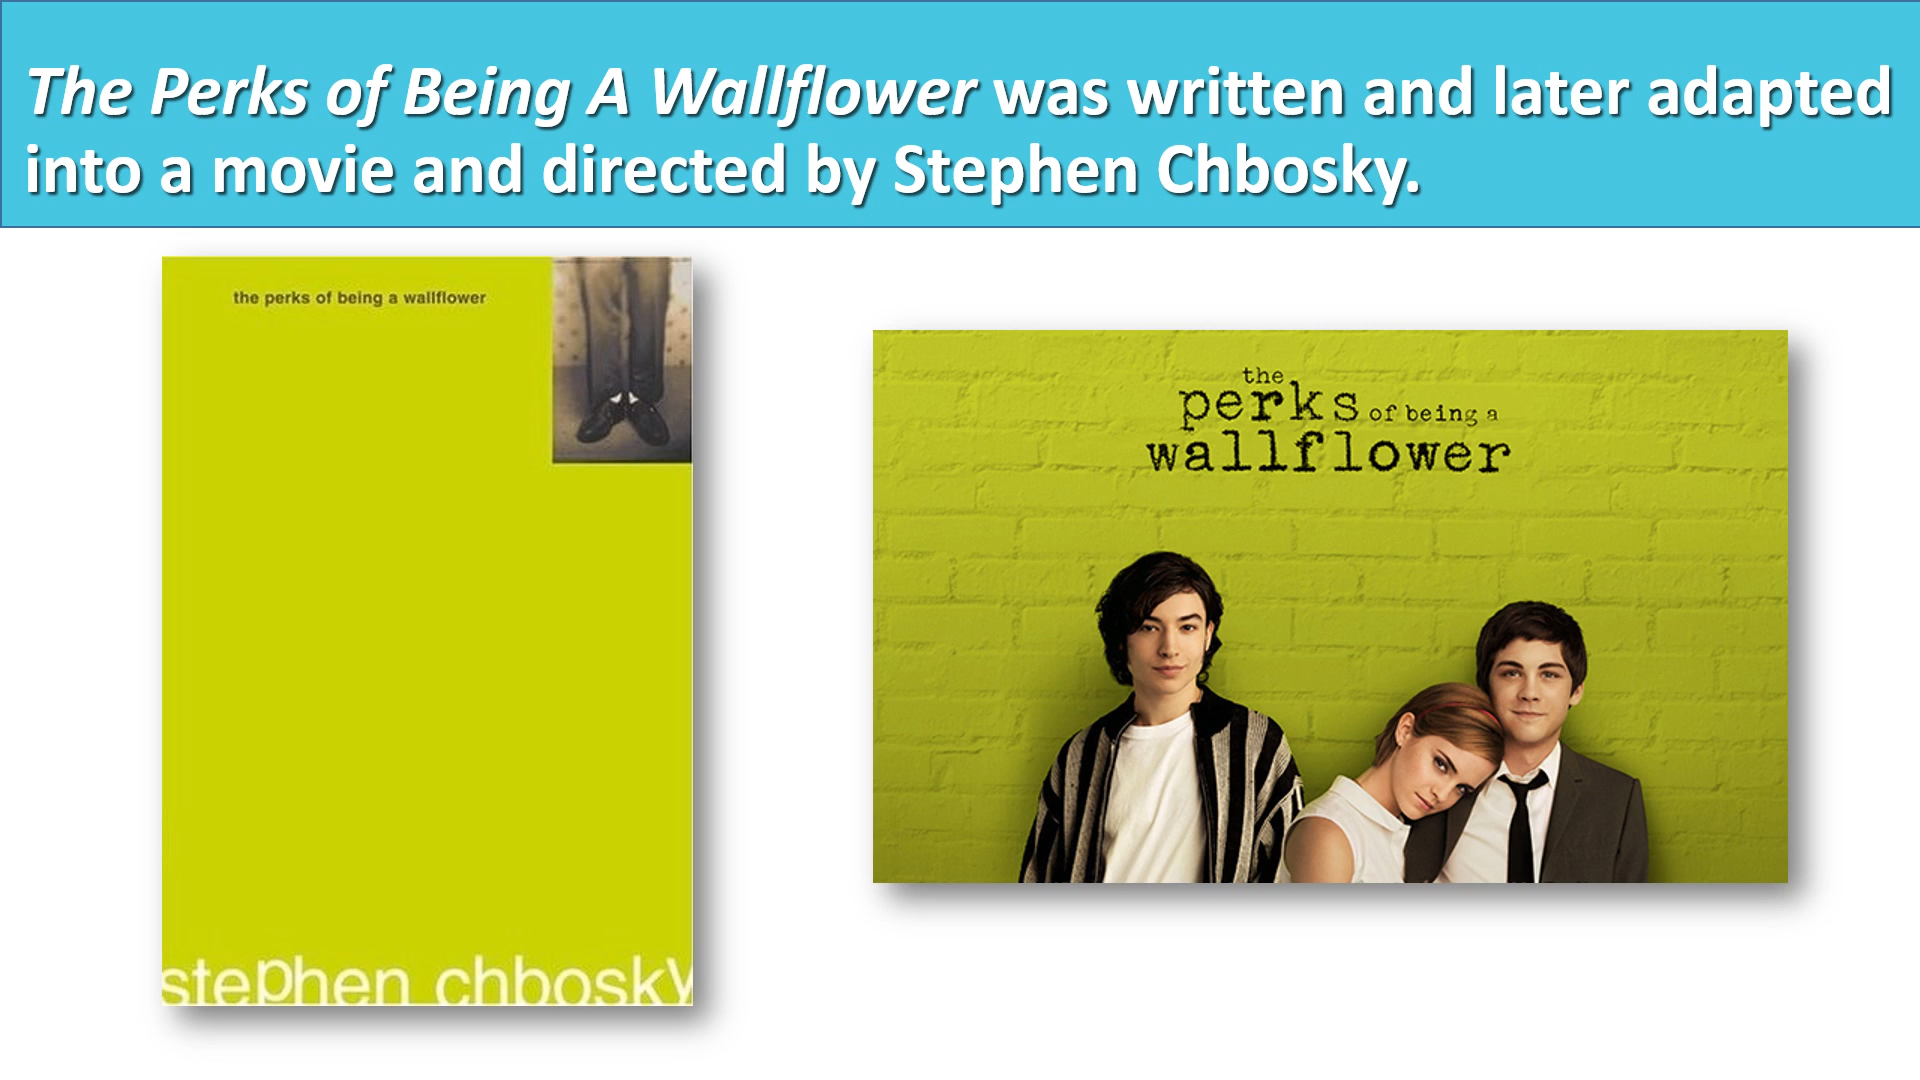 The Perks of Being A Wallflower was written and later adapted
into a movie and directed by Stephen Chbosky.
the perks of being a wallflower
stephen chbosky
the
perks of being a
wallflower